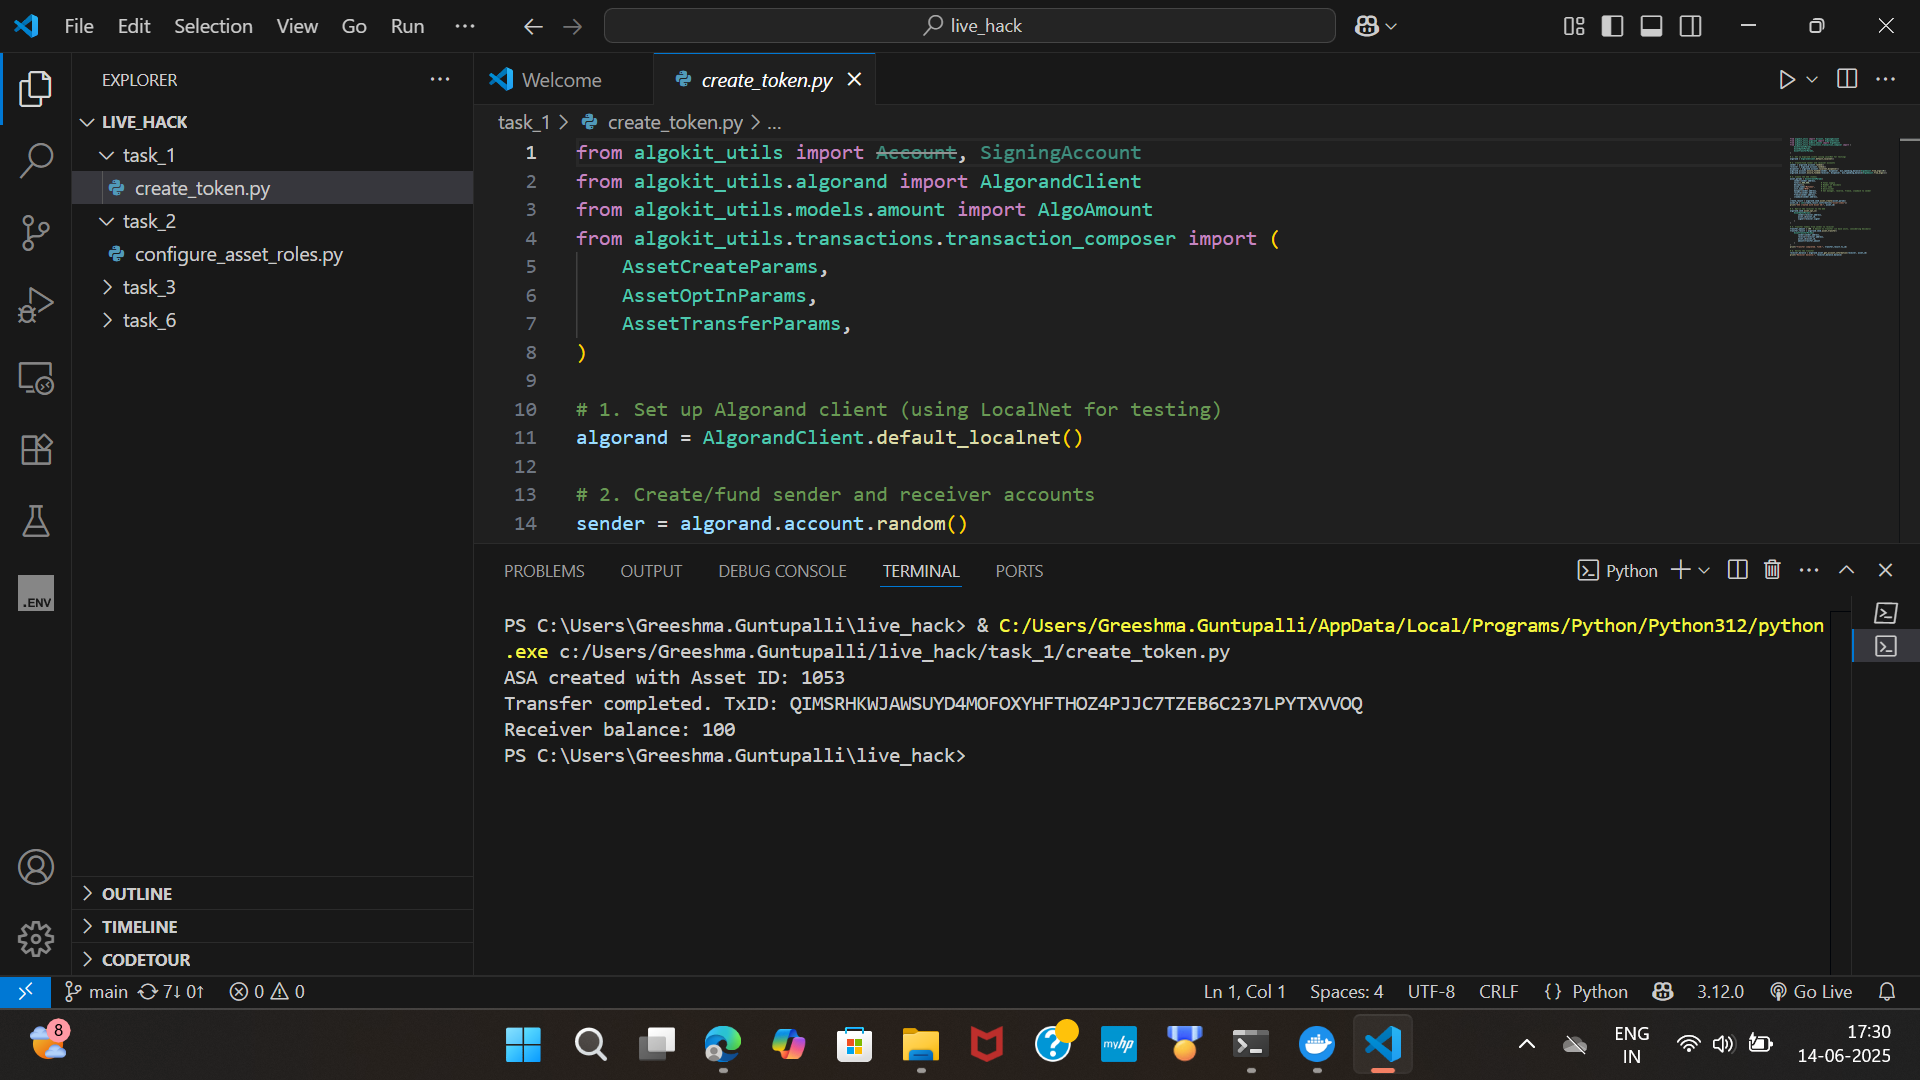 File Edit Selection View Go Run ...
live_hack
EXPLORER
LIVE_HACK
task_1
create_token.py
task_2
configure_asset_roles.py
task_3
task_6
OUTLINE
TIMELINE
CODETOUR
.ENV
Welcome
create_token.py
task_1 > create_token.py > ...
1 from algokit_utils import Account, SigningAccount
2 from algokit_utils.algorand import AlgorandClient
3 from algokit_utils.models.amount import AlgoAmount
4 from algokit_utils.transactions.transaction_composer import (
5     AssetCreateParams,
6     AssetOptInParams,
7     AssetTransferParams,
8 )
9
10 # 1. Set up Algorand client (using LocalNet for testing)
11 algorand = AlgorandClient.default_localnet()
12
13 # 2. Create/fund sender and receiver accounts
14 sender = algorand.account.random()
PROBLEMS OUTPUT DEBUG CONSOLE TERMINAL PORTS
Python
PS C:\Users\Greeshma.Guntupalli\live_hack> & C:/Users/Greeshma.Guntupalli/AppData/Local/Programs/Python/Python312/python
.exe c:/Users/Greeshma.Guntupalli/live_hack/task_1/create_token.py
ASA created with Asset ID: 1053
Transfer completed. TxID: QIMSRHKWJAWSUYD4MOFOXYHFTHOZ4PJJC7TZEB6C237LPYTXVVOQ
Receiver balance: 100
PS C:\Users\Greeshma.Guntupalli\live_hack>
main 7↓ 0↑ 0 0
Ln 1, Col 1 Spaces: 4 UTF-8 CRLF {} Python 3.12.0 Go Live
8
myhp
ENG
IN
17:30
14-06-2025